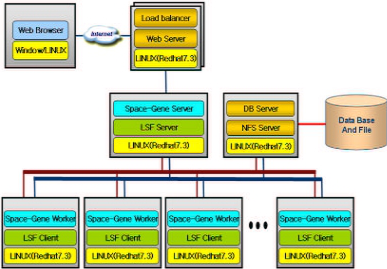 Web Browser
Window/LINUX
Internet
Load balancer
Web Server
LINUX(Redhat7.3)
Space-Gene Server
LSF Server
LINUX(Redhat7.3)
DB Server
NFS Server
LINUX(Redhat7.3)
Data Base
And File
Space-Gene Worker
LSF Client
LINUX(Redhat7.3)
Space-Gene Worker
LSF Client
LINUX(Redhat7.3)
Space-Gene Worker
LSF Client
LINUX(Redhat7.3)
Space-Gene Worker
LSF Client
LINUX(Redhat7.3)